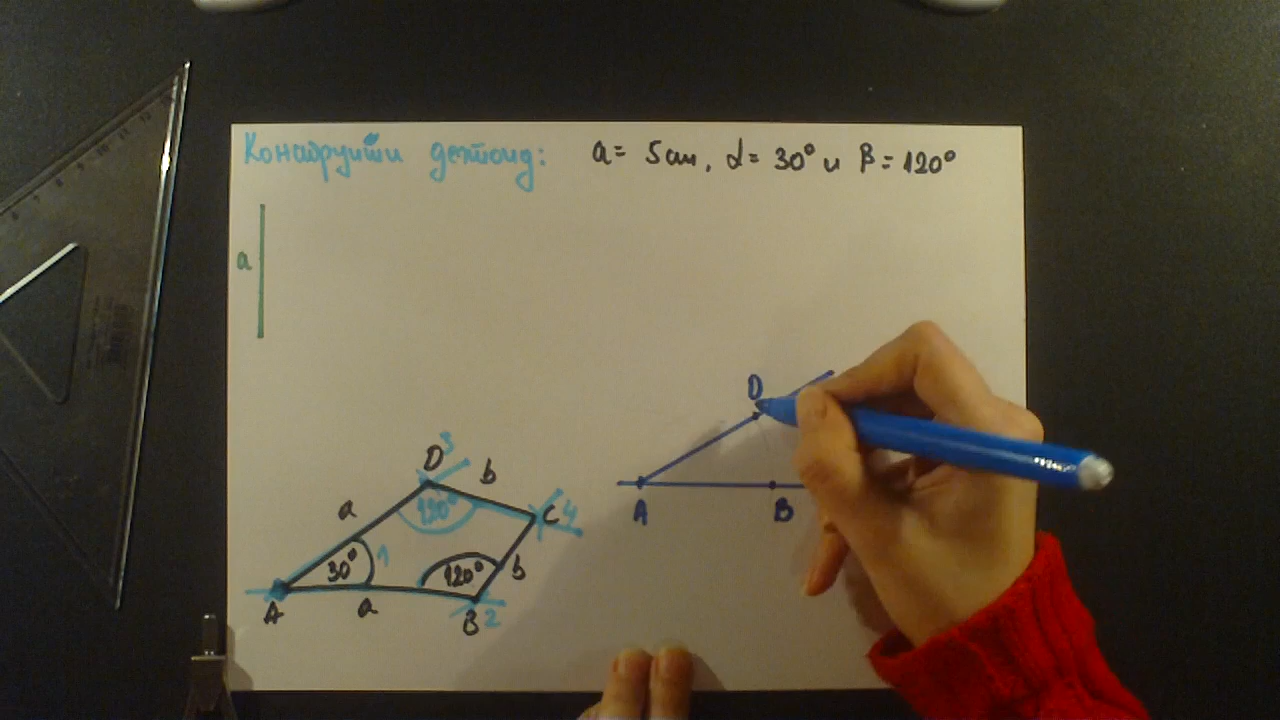 Конструиши делтоид: a = 5cm, α = 30° и β = 120°
a
D 3
b
a
120°
C 4
30° 1
120°
b
A
a
B 2
D
A
B